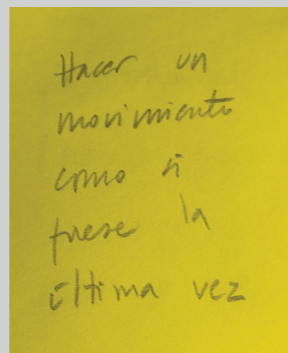 Hacer un
movimiento
como si
fuese la
última vez